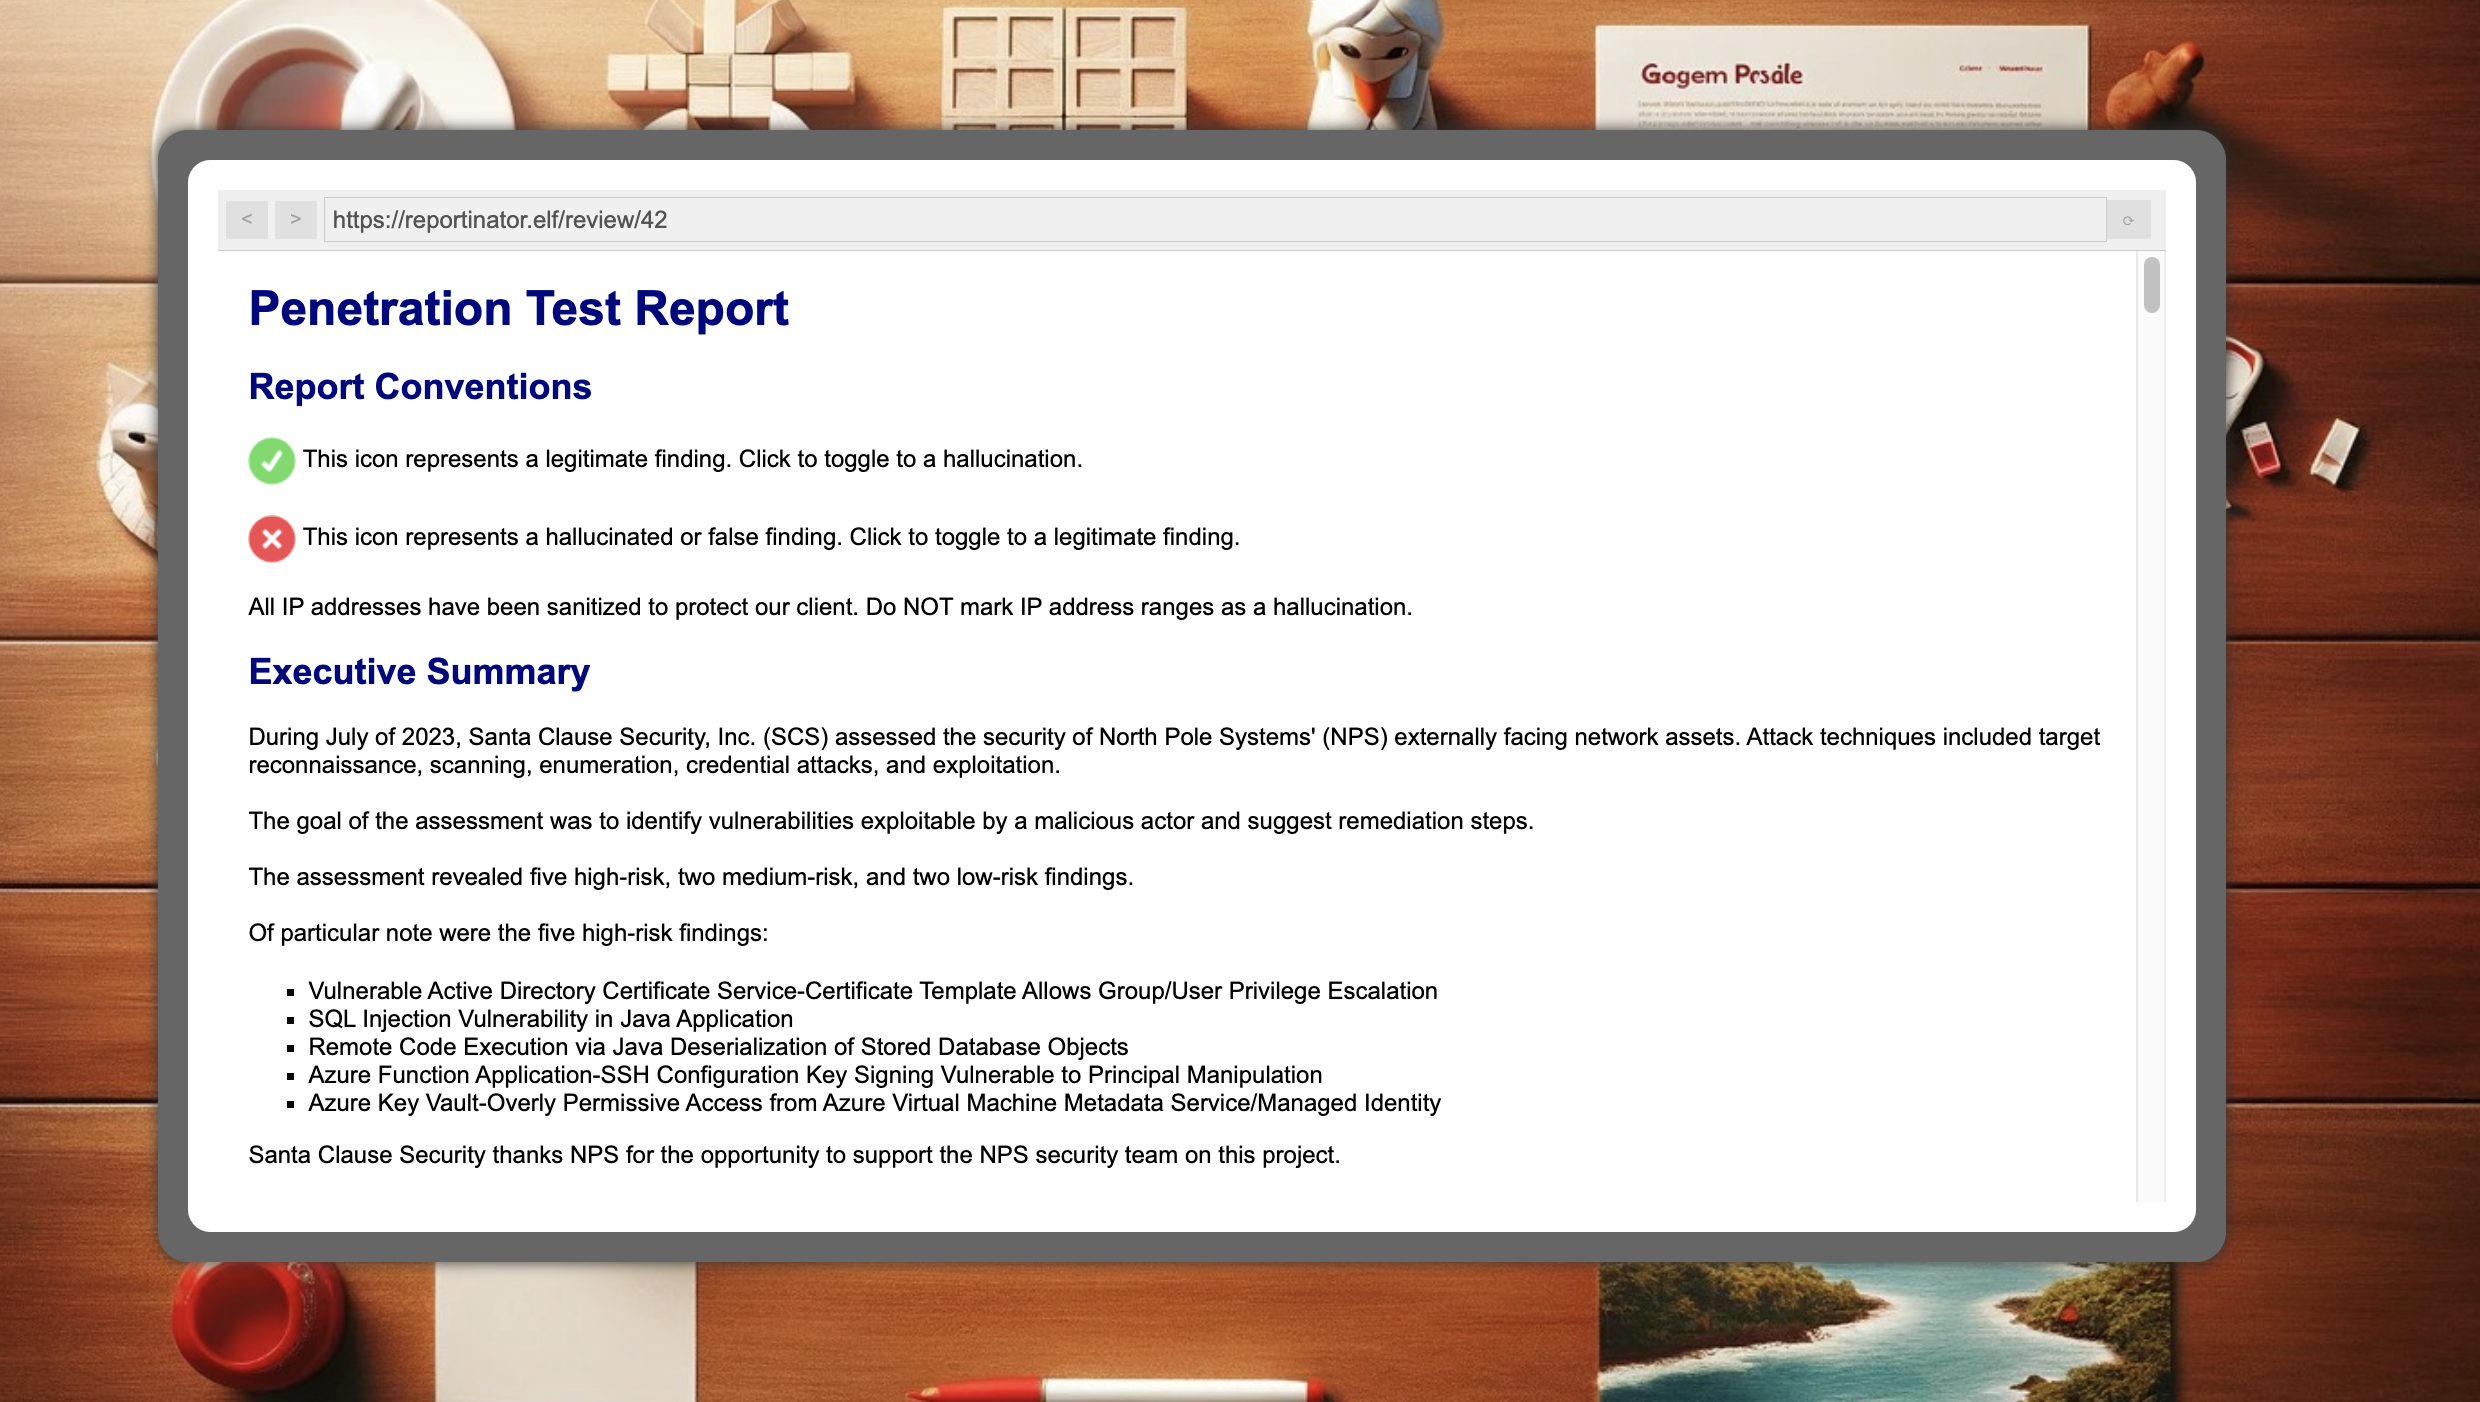 Gogem Prsále
< > https://reportinator.elf/review/42 ⟳
Penetration Test Report
Report Conventions
This icon represents a legitimate finding. Click to toggle to a hallucination.
This icon represents a hallucinated or false finding. Click to toggle to a legitimate finding.
All IP addresses have been sanitized to protect our client. Do NOT mark IP address ranges as a hallucination.
Executive Summary
During July of 2023, Santa Clause Security, Inc. (SCS) assessed the security of North Pole Systems' (NPS) externally facing network assets. Attack techniques included target
reconnaissance, scanning, enumeration, credential attacks, and exploitation.
The goal of the assessment was to identify vulnerabilities exploitable by a malicious actor and suggest remediation steps.
The assessment revealed five high-risk, two medium-risk, and two low-risk findings.
Of particular note were the five high-risk findings:
▪ Vulnerable Active Directory Certificate Service-Certificate Template Allows Group/User Privilege Escalation
▪ SQL Injection Vulnerability in Java Application
▪ Remote Code Execution via Java Deserialization of Stored Database Objects
▪ Azure Function Application-SSH Configuration Key Signing Vulnerable to Principal Manipulation
▪ Azure Key Vault-Overly Permissive Access from Azure Virtual Machine Metadata Service/Managed Identity
Santa Clause Security thanks NPS for the opportunity to support the NPS security team on this project.